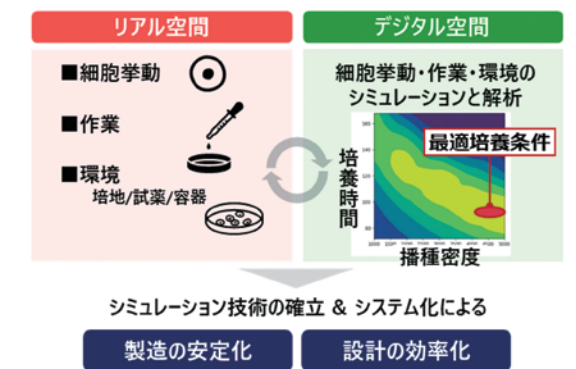 リアル空間
デジタル空間
■細胞挙動
■作業
■環境
培地/試薬/容器
細胞挙動・作業・環境の
シミュレーションと解析
最適培養条件
培養時間
播種密度
シミュレーション技術の確立 & システム化による
製造の安定化
設計の効率化